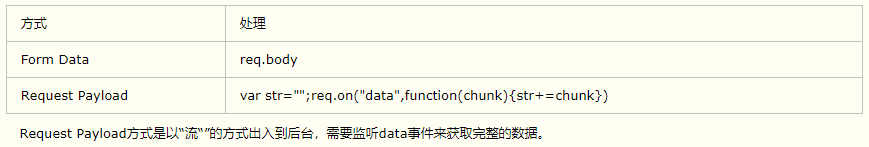 方式 处理
Form Data req.body
Request Payload var str="";req.on("data",function(chunk){str+=chunk})
Request Payload方式是以“流“”的方式出入到后台，需要监听data事件来获取完整的数据。